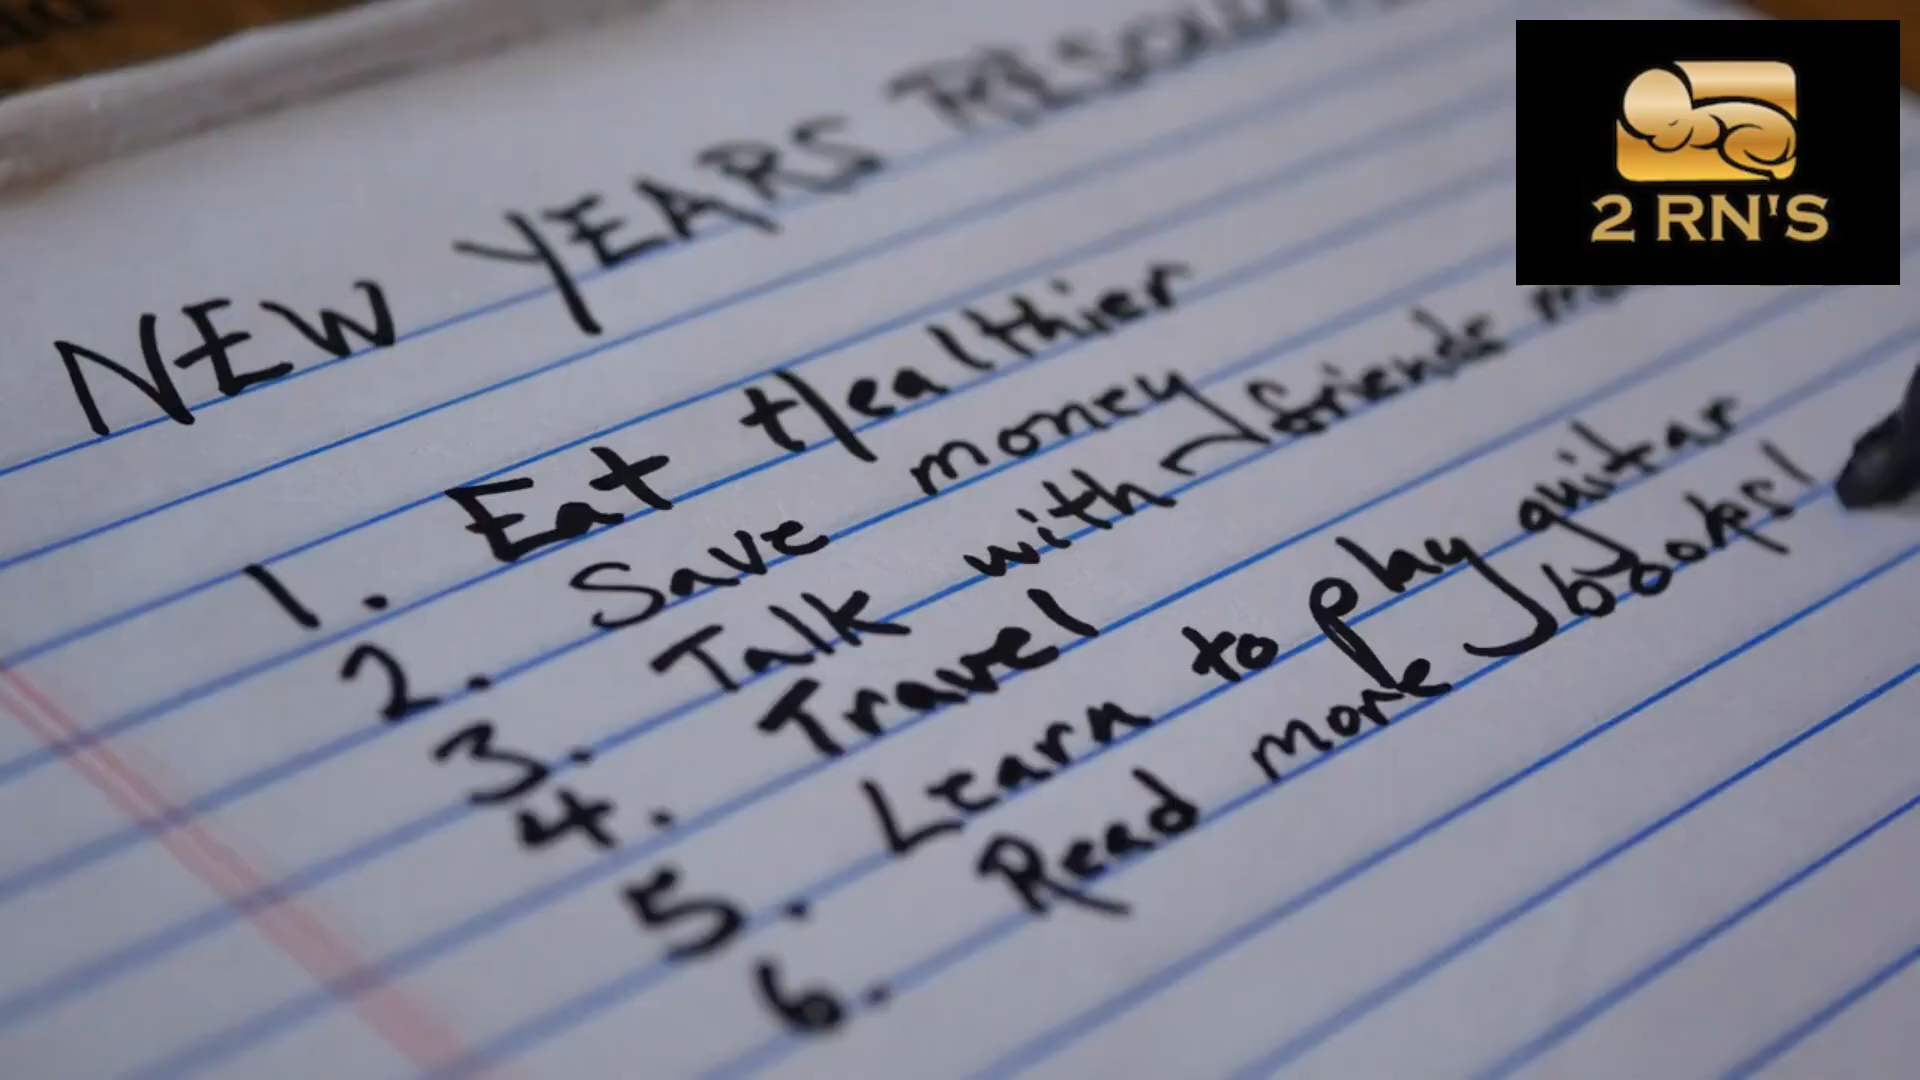 NEW YEARS RESOLU
1. Eat Healthier
2. Save money
3. Talk with friends
4. Travel
5. Learn to play guitar
6. Read more books!
2 RN'S